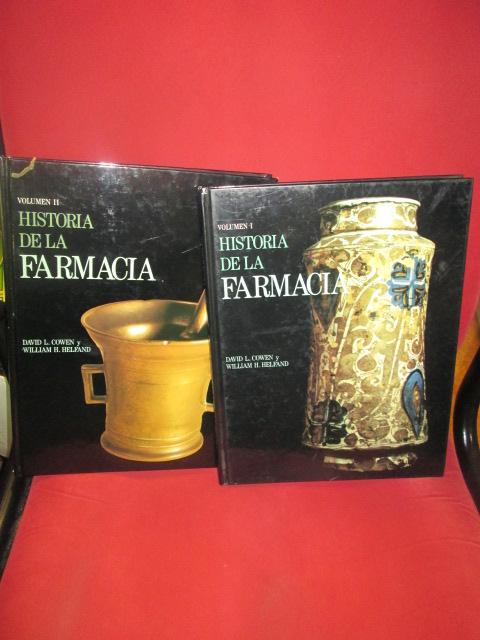 VOLUMEN II
HISTORIA
DE LA
FARMACIA
DAVID L. COWEN y
WILLIAM H. HELFAND
VOLUMEN I
HISTORIA
DE LA
FARMACIA
DAVID L. COWEN y
WILLIAM H. HELFAND